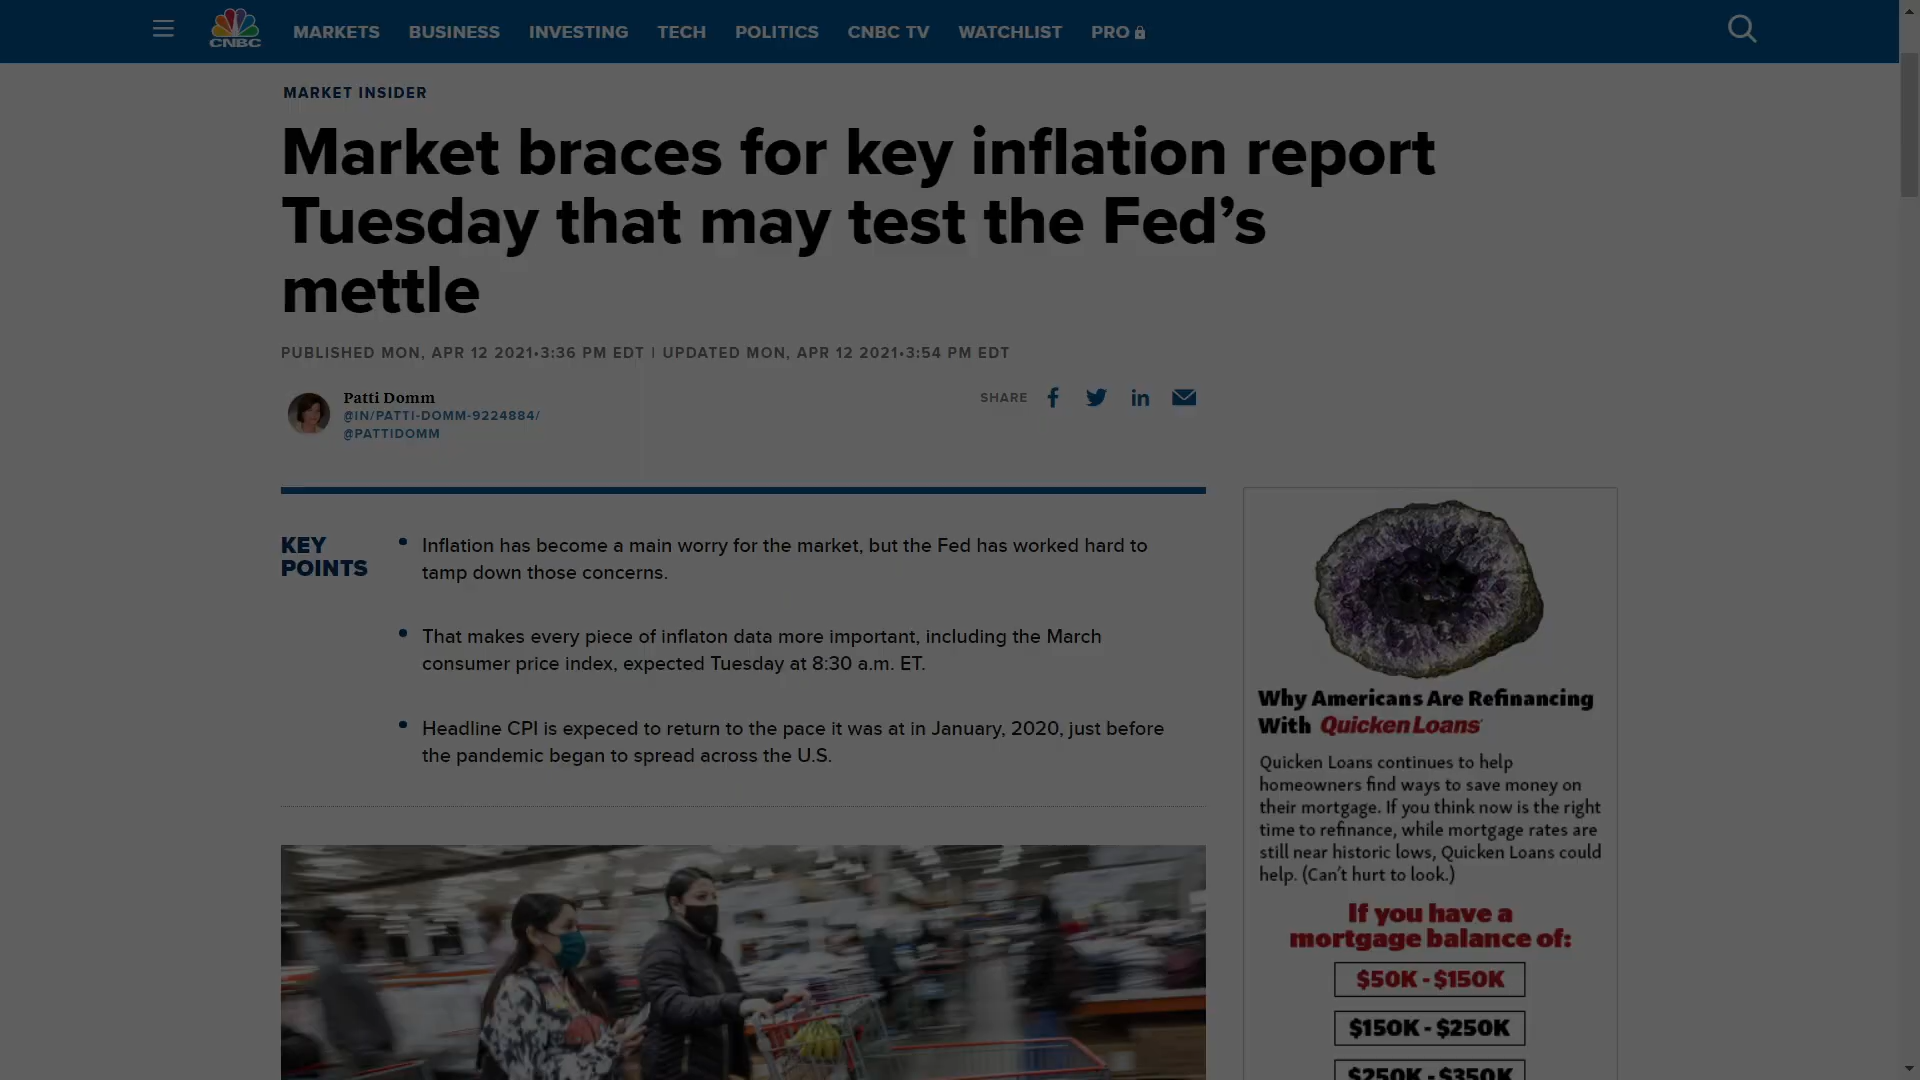 CNBC
MARKETS BUSINESS INVESTING TECH POLITICS CNBC TV WATCHLIST PRO
MARKET INSIDER
Market braces for key inflation report
Tuesday that may test the Fed’s
mettle
PUBLISHED MON, APR 12 2021•3:36 PM EDT | UPDATED MON, APR 12 2021•3:54 PM EDT
Patti Domm
@IN/PATTI-DOMM-9224884/
@PATTIDOMM
SHARE
KEY
POINTS
• Inflation has become a main worry for the market, but the Fed has worked hard to
tamp down those concerns.
• That makes every piece of inflaton data more important, including the March
consumer price index, expected Tuesday at 8:30 a.m. ET.
• Headline CPI is expeced to return to the pace it was at in January, 2020, just before
the pandemic began to spread across the U.S.
Why Americans Are Refinancing
With Quicken Loans
Quicken Loans continues to help
homeowners find ways to save money on
their mortgage. If you think now is the right
time to refinance, while mortgage rates are
still near historic lows, Quicken Loans could
help. (Can't hurt to look.)
If you have a
mortgage balance of:
$50K - $150K
$150K - $250K
$250K - $350K